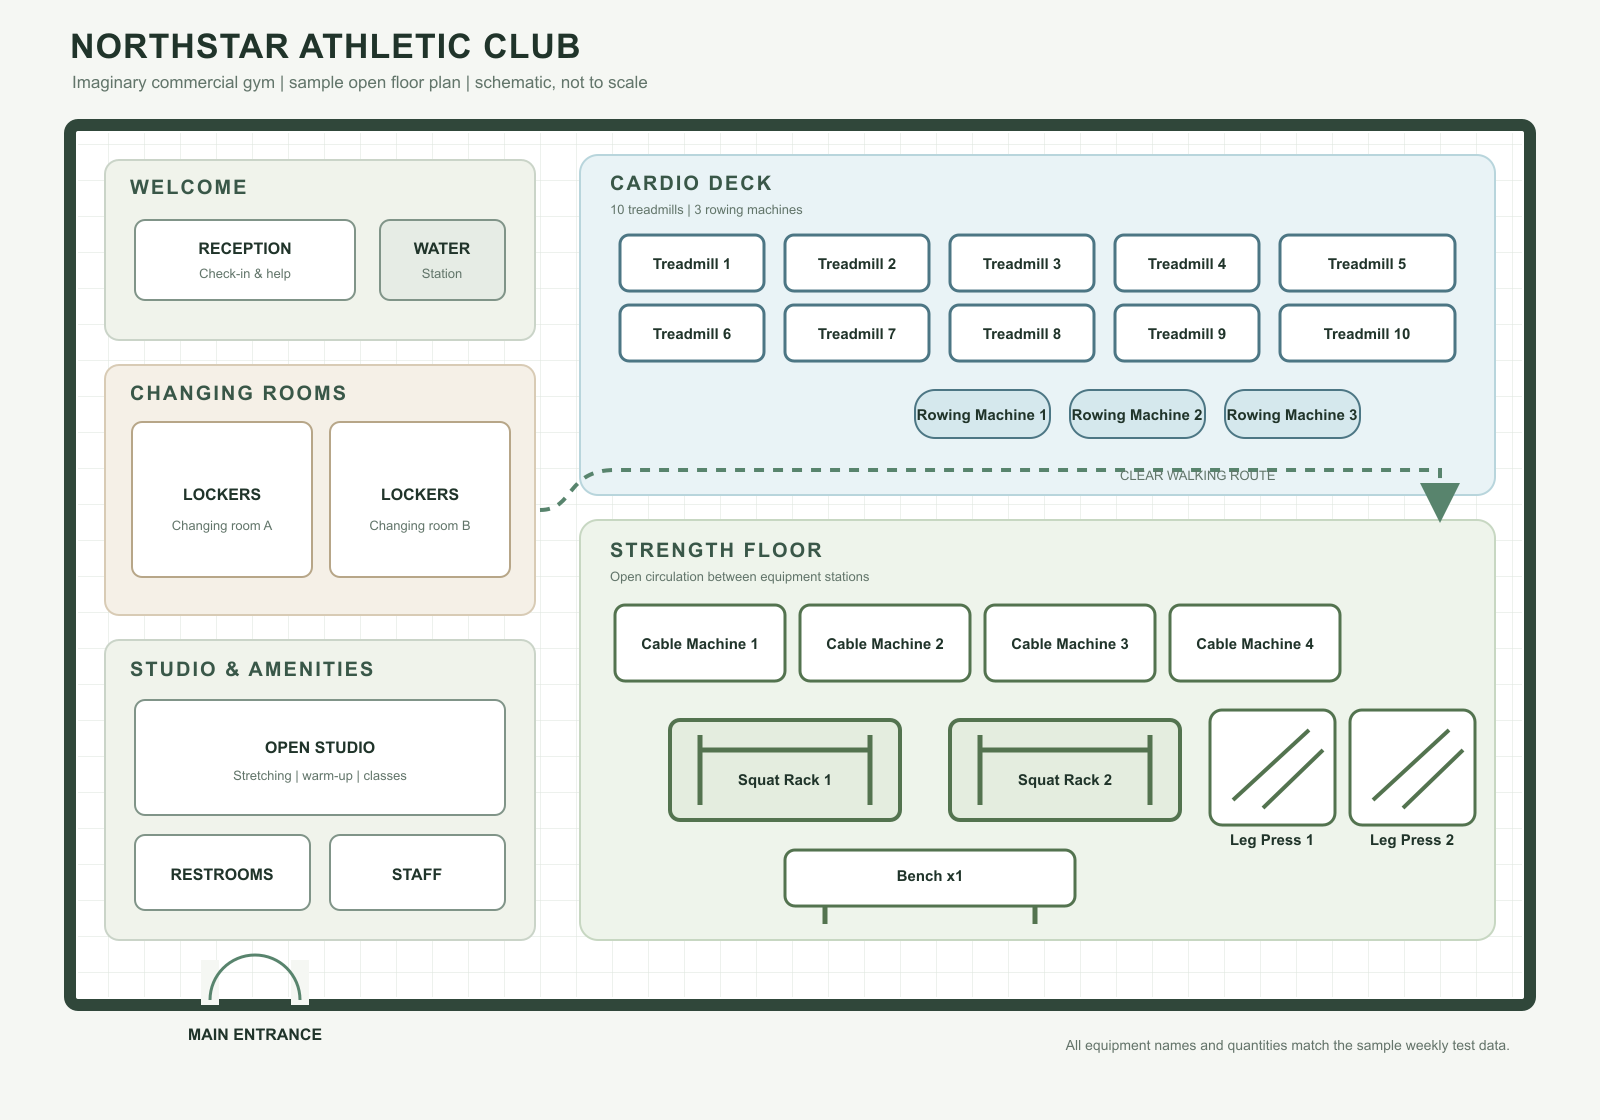 NORTHSTAR ATHLETIC CLUB
Imaginary commercial gym | sample open floor plan | schematic, not to scale
WELCOME
RECEPTION
Check-in & help
WATER
Station
CHANGING ROOMS
LOCKERS
Changing room A
LOCKERS
Changing room B
STUDIO & AMENITIES
OPEN STUDIO
Stretching | warm-up | classes
RESTROOMS
STAFF
CARDIO DECK
10 treadmills | 3 rowing machines
Treadmill 1
Treadmill 2
Treadmill 3
Treadmill 4
Treadmill 5
Treadmill 6
Treadmill 7
Treadmill 8
Treadmill 9
Treadmill 10
Rowing Machine 1
Rowing Machine 2
Rowing Machine 3
CLEAR WALKING ROUTE
STRENGTH FLOOR
Open circulation between equipment stations
Cable Machine 1
Cable Machine 2
Cable Machine 3
Cable Machine 4
Squat Rack 1
Squat Rack 2
Leg Press 1
Leg Press 2
Bench x1
MAIN ENTRANCE
All equipment names and quantities match the sample weekly test data.